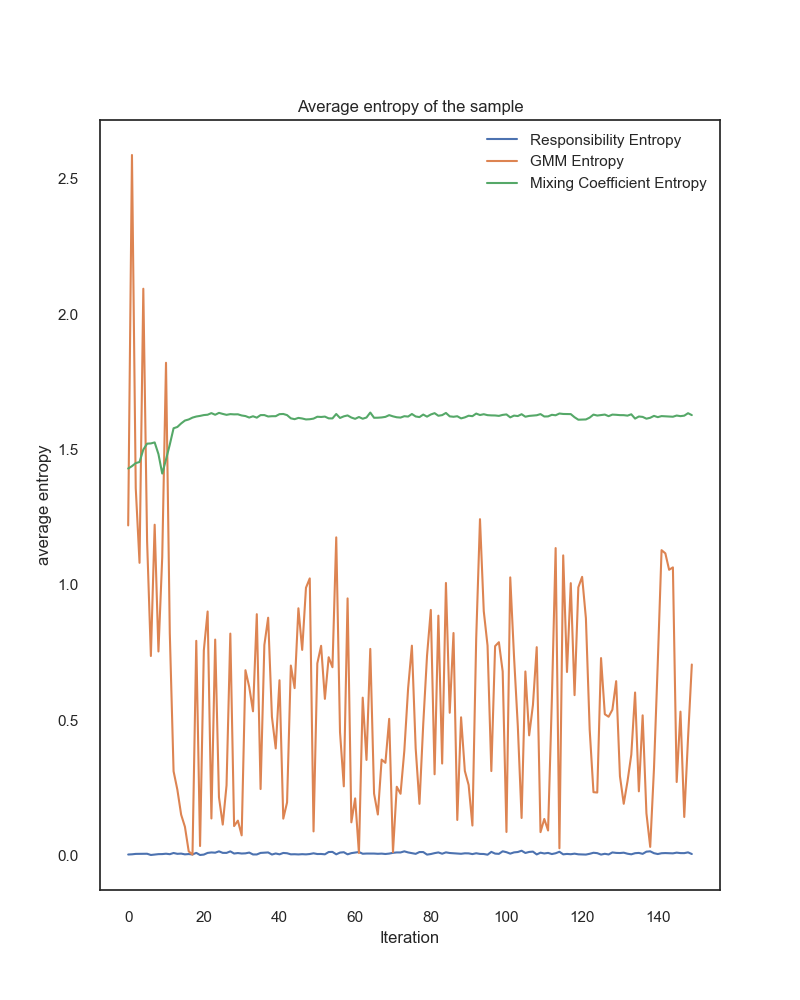 Average entropy of the sample
Responsibility Entropy
GMM Entropy
Mixing Coefficient Entropy
2.5
2.0
1.5
1.0
0.5
0.0
average entropy
0 20 40 60 80 100 120 140
Iteration